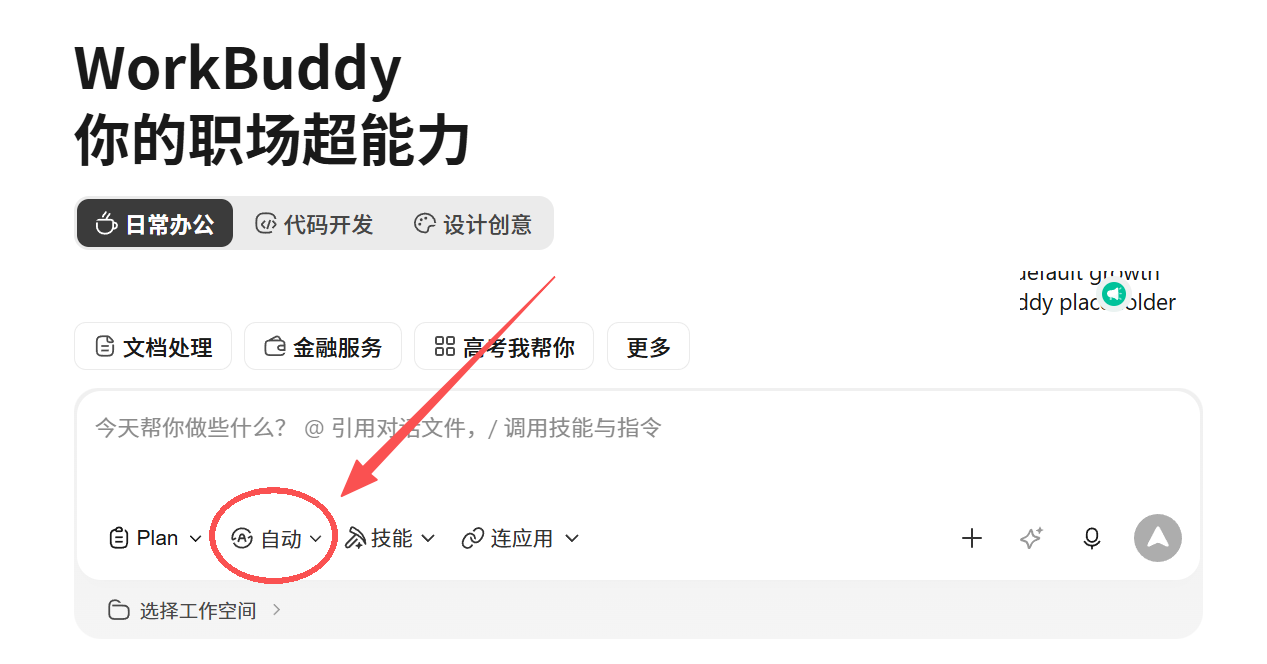 WorkBuddy
你的职场超能力
日常办公 代码开发 设计创意
default growth
ddy placeholder
文档处理 金融服务 高考我帮你 更多
今天帮你做些什么？ @ 引用对话文件，/ 调用技能与指令
Plan 自动 技能 连应用
选择工作空间